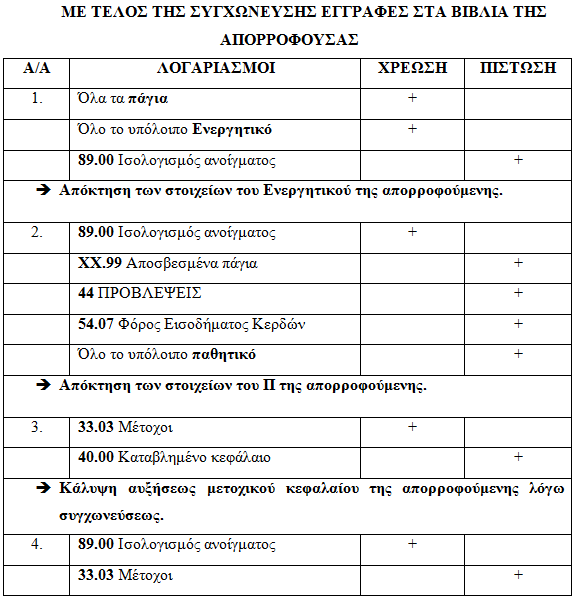 ΜΕ ΤΕΛΟΣ ΤΗΣ ΣΥΓΧΩΝΕΥΣΗΣ ΕΓΓΡΑΦΕΣ ΣΤΑ ΒΙΒΛΙΑ ΤΗΣ
ΑΠΟΡΡΟΦΟΥΣΑΣ
Α/Α ΛΟΓΑΡΙΑΣΜΟΙ ΧΡΕΩΣΗ ΠΙΣΤΩΣΗ
1. Όλα τα πάγια +
Όλο το υπόλοιπο Ενεργητικό +
89.00 Ισολογισμός ανοίγματος +
➔ Απόκτηση των στοιχείων του Ενεργητικού της απορροφούμενης.
2. 89.00 Ισολογισμός ανοίγματος +
ΧΧ.99 Αποσβεσμένα πάγια +
44 ΠΡΟΒΛΕΨΕΙΣ +
54.07 Φόρος Εισοδήματος Κερδών +
Όλο το υπόλοιπο παθητικό +
➔ Απόκτηση των στοιχείων του Π της απορροφούμενης.
3. 33.03 Μέτοχοι +
40.00 Καταβλημένο κεφάλαιο +
➔ Κάλυψη αυξήσεως μετοχικού κεφαλαίου της απορροφούμενης λόγω
συγχωνεύσεως.
4. 89.00 Ισολογισμός ανοίγματος +
33.03 Μέτοχοι +